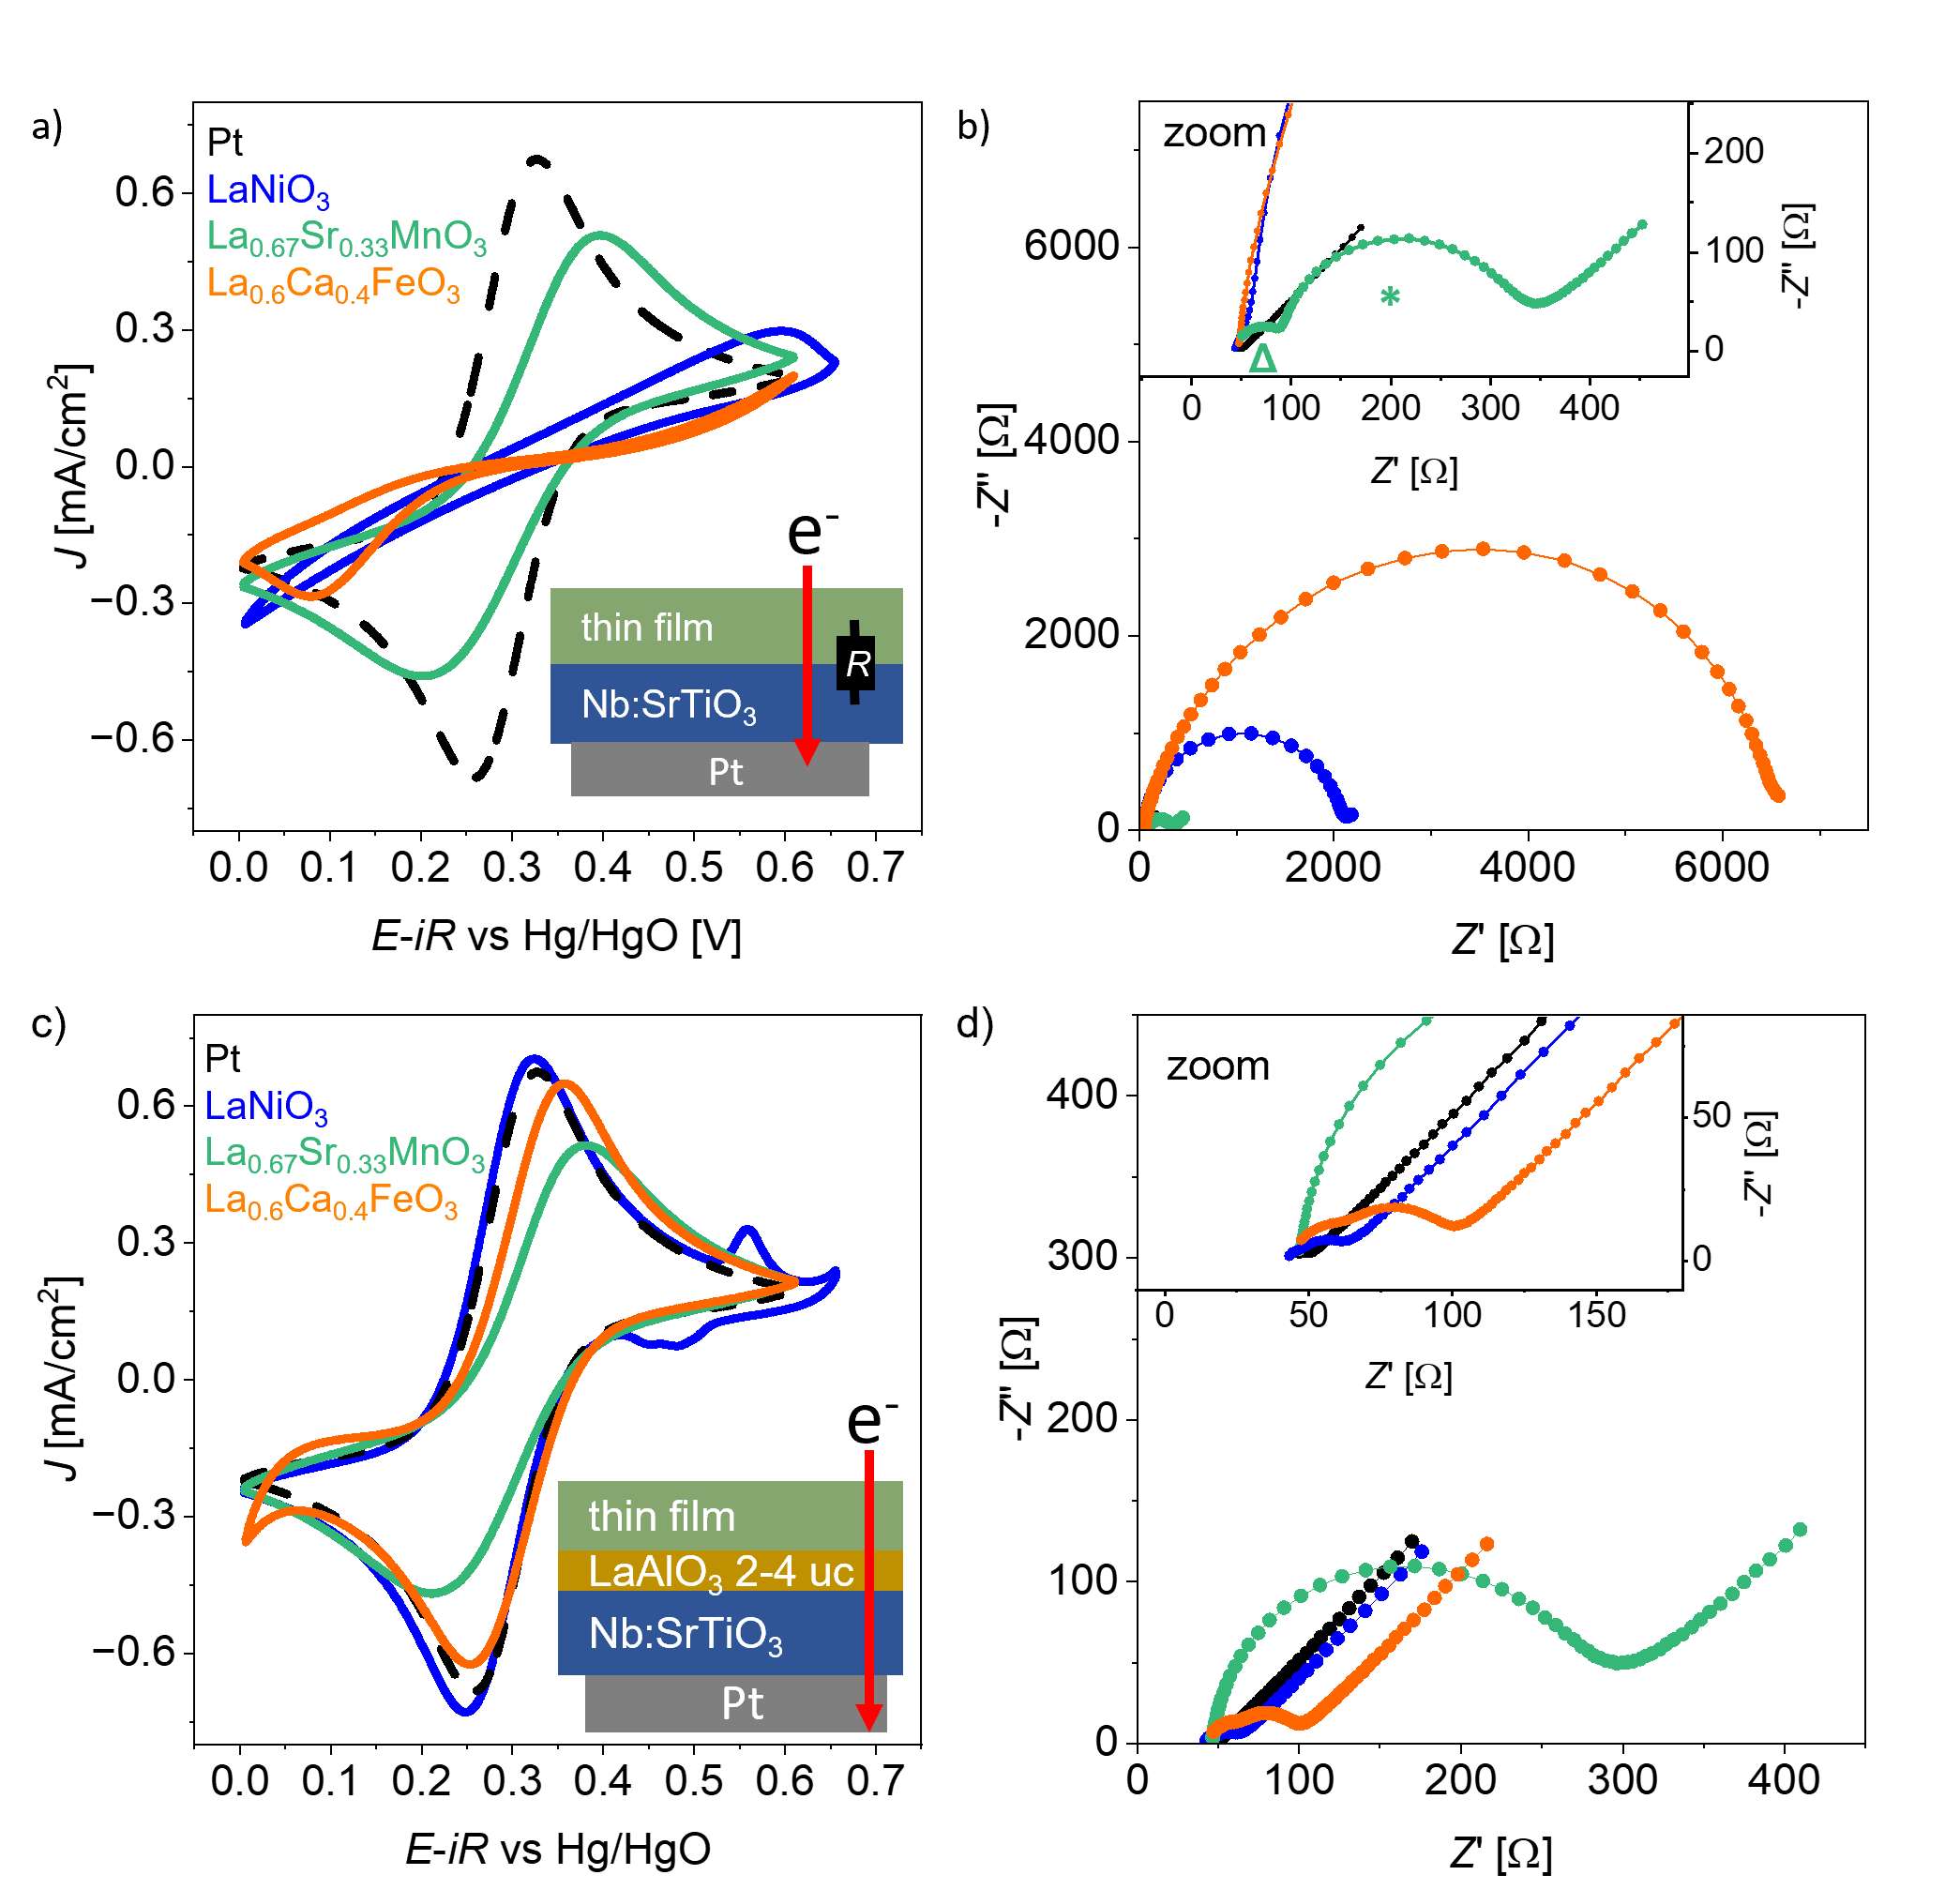 a)
Pt
LaNiO3
La0.67Sr0.33MnO3
La0.6Ca0.4FeO3
0.6
0.3
0.0
−0.3
−0.6
J [mA/cm2]
e-
thin film
R
Nb:SrTiO3
Pt
0.0 0.1 0.2 0.3 0.4 0.5 0.6 0.7
E-iR vs Hg/HgO [V]
b)
zoom
200
100
0
-Z" [Ω]
*
Δ
0 100 200 300 400
Z' [Ω]
6000
4000
2000
0
-Z" [Ω]
0 2000 4000 6000
Z' [Ω]
c)
Pt
LaNiO3
La0.67Sr0.33MnO3
La0.6Ca0.4FeO3
0.6
0.3
0.0
−0.3
−0.6
J [mA/cm2]
e-
thin film
LaAlO3 2-4 uc
Nb:SrTiO3
Pt
0.0 0.1 0.2 0.3 0.4 0.5 0.6 0.7
E-iR vs Hg/HgO
d)
zoom
50
0
-Z" [Ω]
0 50 100 150
Z' [Ω]
400
300
200
100
0
-Z" [Ω]
0 100 200 300 400
Z' [Ω]